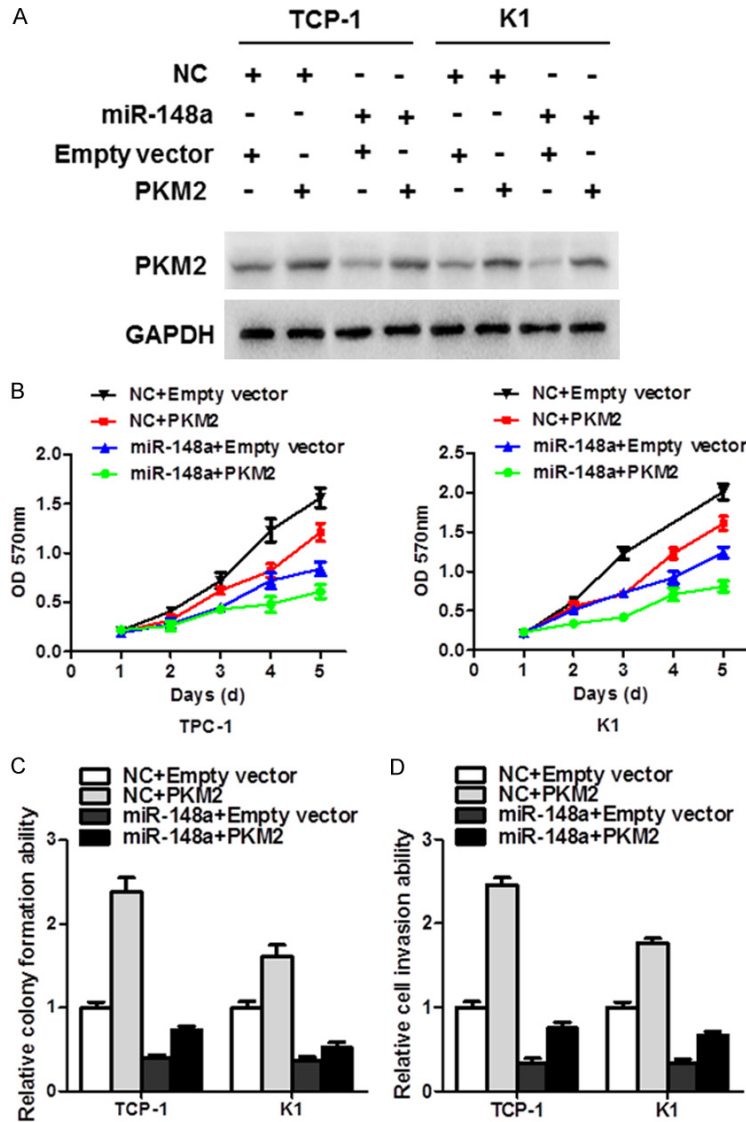 A
TCP-1 K1
NC + + - - + + - -
miR-148a - - + + - - + +
Empty vector + - + - + - + -
PKM2 - + - + - + - +
PKM2
GAPDH
B
NC+Empty vector
NC+PKM2
miR-148a+Empty vector
miR-148a+PKM2
2.0
1.5
1.0
0.5
0.0
OD 570nm
0 1 2 3 4 5
Days (d)
TPC-1
NC+Empty vector
NC+PKM2
miR-148a+Empty vector
miR-148a+PKM2
2.5
2.0
1.5
1.0
0.5
0.0
OD 570nm
0 1 2 3 4 5
Days (d)
K1
C
NC+Empty vector
NC+PKM2
miR-148a+Empty vector
miR-148a+PKM2
3
2
1
0
Relative colony formation ability
TCP-1 K1
D
NC+Empty vector
NC+PKM2
miR-148a+Empty vector
miR-148a+PKM2
3
2
1
0
Relative cell invasion ability
TCP-1 K1